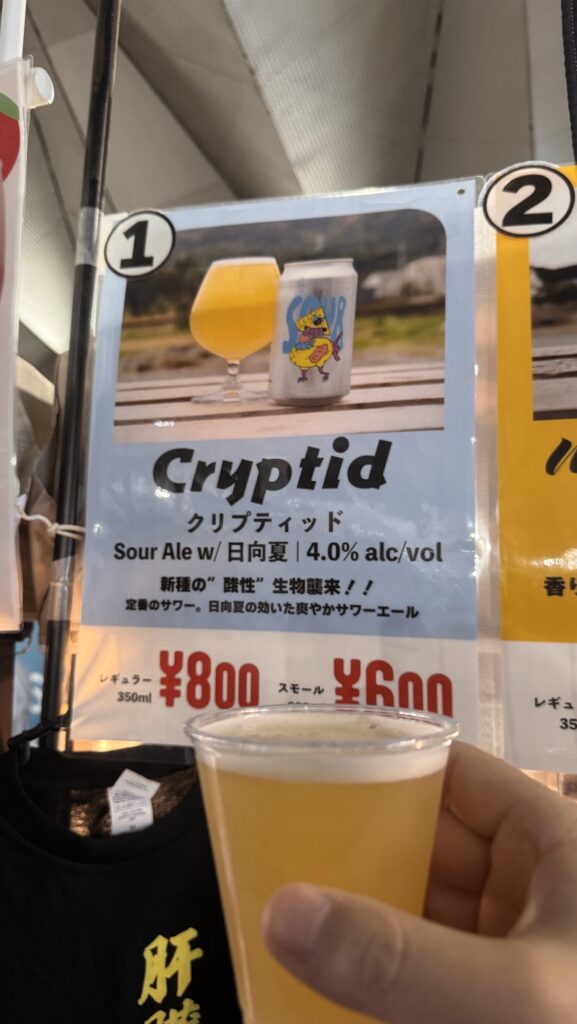 1
SOUR
Cryptid
クリプティッド
Sour Ale w/ 日向夏 | 4.0% alc/vol
新種の”酸性”生物襲来！！
定番のサワー。日向夏の効いた爽やかサワーエール
レギュラー
350ml
¥800
スモール
¥600
2
香り
レギュ
35
肝